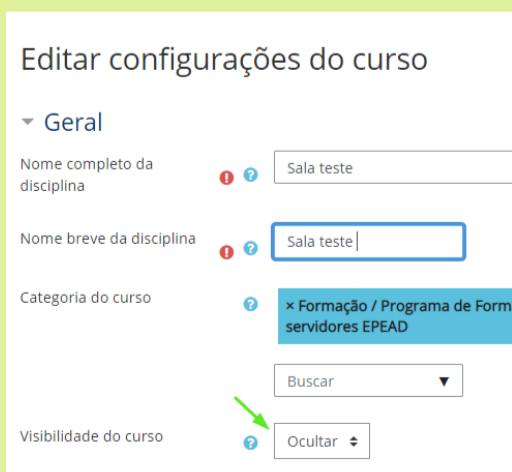 Editar configurações do curso
Geral
Nome completo da
disciplina
Sala teste
Nome breve da disciplina
Sala teste
Categoria do curso
× Formação / Programa de Form
servidores EPEAD
Buscar
Visibilidade do curso
Ocultar